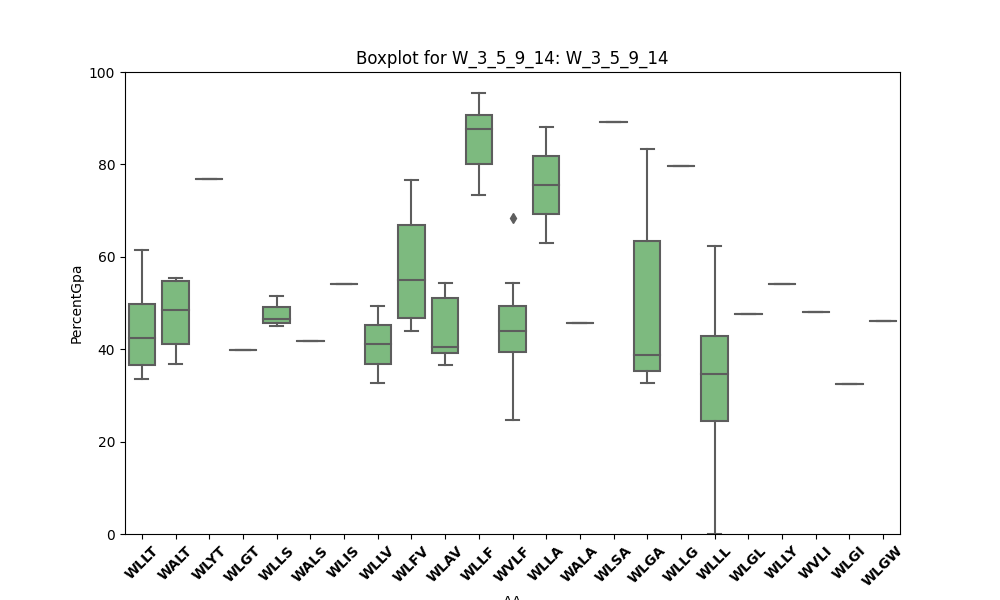 Boxplot for W_3_5_9_14: W_3_5_9_14
100
80
60
40
20
0
PercentGpa
WLLT WALT WLYT WLGT WLLS WALS WLIS WLLV WLFV WLAV WLLF WVLF WLLA WALA WLSA WLGA WLLG WLLL WLGL WLLY WVLI WLGI WLGW
AA